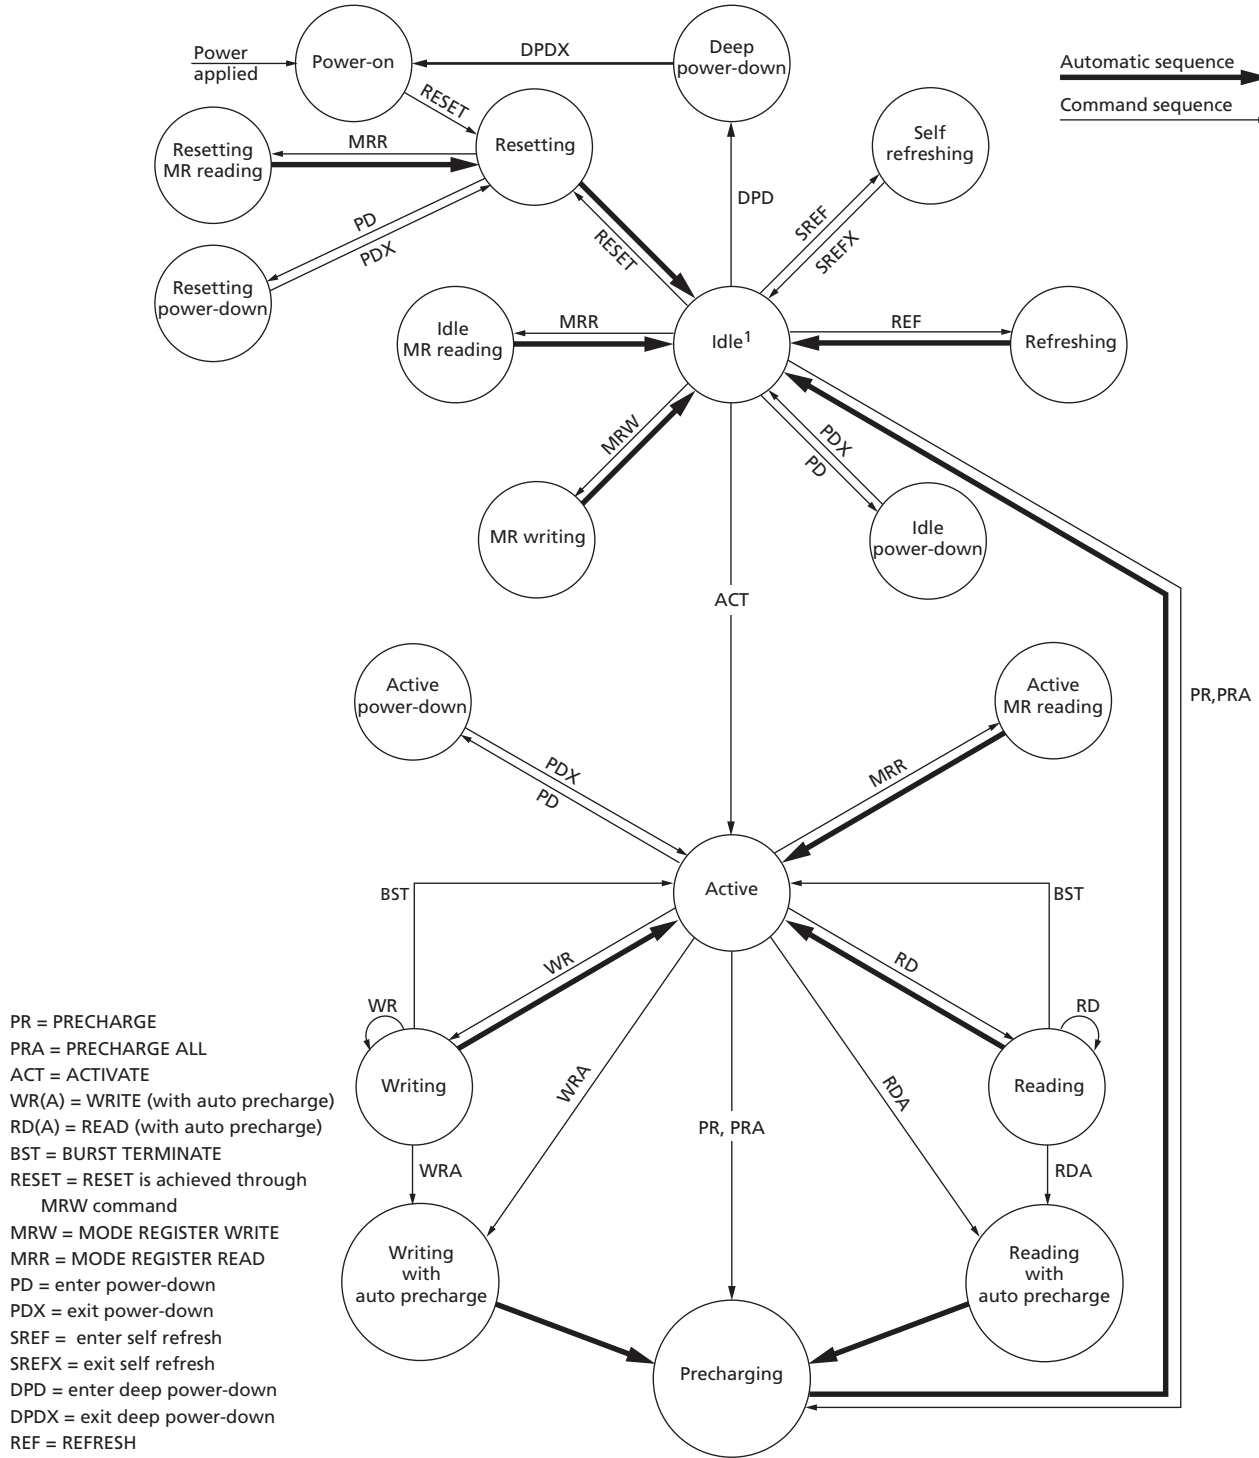 Power
applied
Power-on
DPDX
Deep
power-down
Automatic sequence
Command sequence
RESET
Resetting
MR reading
MRR
Resetting
Self
refreshing
DPD
PD
PDX
RESET
SREF
SREFX
Resetting
power-down
Idle
MR reading
MRR
Idle1
REF
Refreshing
MRW
PDX
PD
MR writing
Idle
power-down
ACT
Active
power-down
Active
MR reading
PR,PRA
PDX
PD
MRR
BST
Active
BST
WR
RD
WR
RD
Writing
Reading
WRA
RDA
PR, PRA
WRA
RDA
Writing
with
auto precharge
Reading
with
auto precharge
Precharging
PR = PRECHARGE
PRA = PRECHARGE ALL
ACT = ACTIVATE
WR(A) = WRITE (with auto precharge)
RD(A) = READ (with auto precharge)
BST = BURST TERMINATE
RESET = RESET is achieved through
MRW command
MRW = MODE REGISTER WRITE
MRR = MODE REGISTER READ
PD = enter power-down
PDX = exit power-down
SREF = enter self refresh
SREFX = exit self refresh
DPD = enter deep power-down
DPDX = exit deep power-down
REF = REFRESH